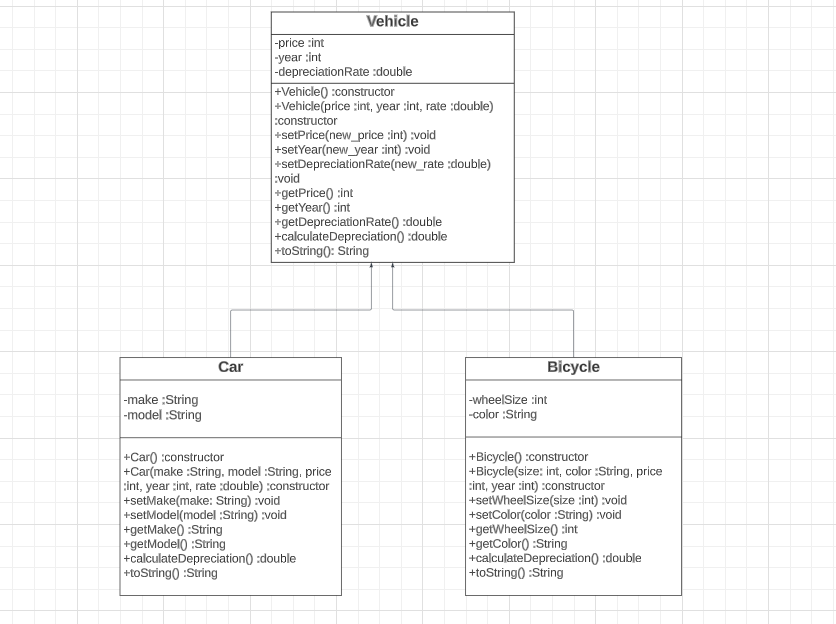 Vehicle
-price :int
-year :int
-depreciationRate :double
+Vehicle() :constructor
+Vehicle(price :int, year :int, rate :double)
:constructor
+setPrice(new_price :int) :void
+setYear(new_year :int) :void
+setDepreciationRate(new_rate :double)
:void
+getPrice() :int
+getYear() :int
+getDepreciationRate() :double
+calculateDepreciation() :double
+toString(): String
Car
-make :String
-model :String
+Car() :constructor
+Car(make :String, model :String, price
:int, year :int, rate :double) :constructor
+setMake(make: String) :void
+setModel(model :String) :void
+getMake() :String
+getModel() :String
+calculateDepreciation() :double
+toString() :String
Bicycle
-wheelSize :int
-color :String
+Bicycle() :constructor
+Bicycle(size: int, color :String, price
:int, year :int) :constructor
+setWheelSize(size :int) :void
+setColor(color :String) :void
+getWheelSize() :int
+getColor() :String
+calculateDepreciation() :double
+toString() :String